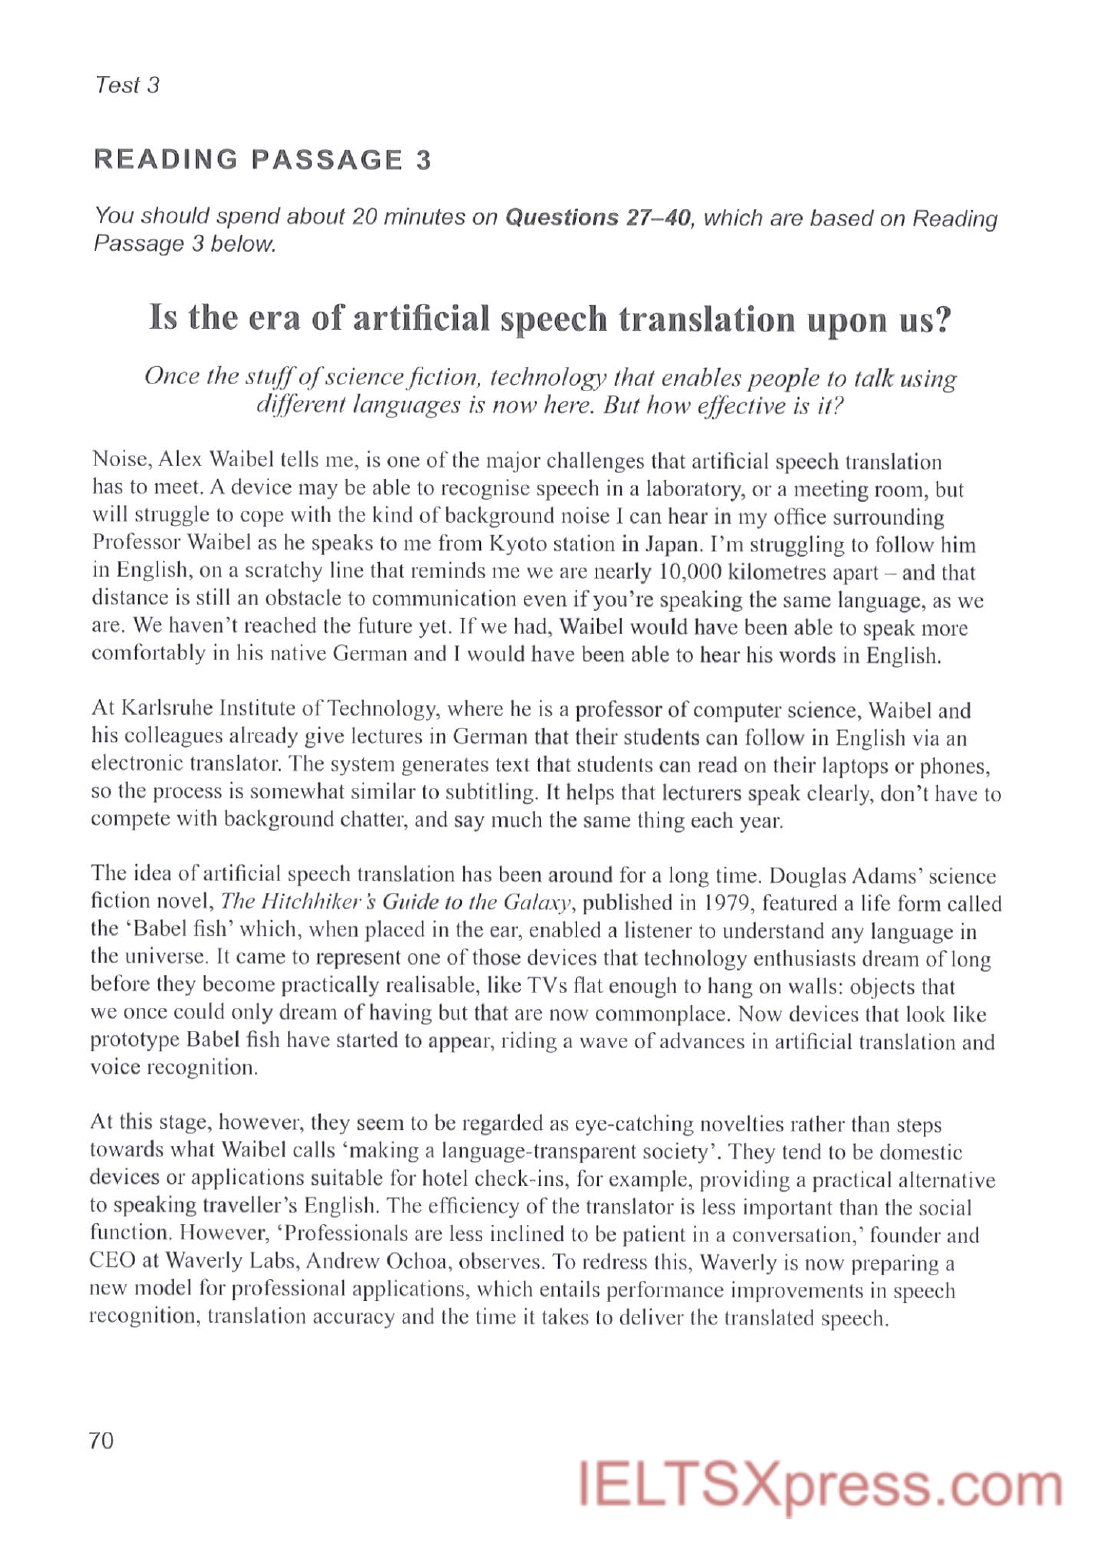 Test 3
READING PASSAGE 3
You should spend about 20 minutes on Questions 27–40, which are based on Reading
Passage 3 below.
Is the era of artificial speech translation upon us?
Once the stuff of science fiction, technology that enables people to talk using
different languages is now here. But how effective is it?
Noise, Alex Waibel tells me, is one of the major challenges that artificial speech translation
has to meet. A device may be able to recognise speech in a laboratory, or a meeting room, but
will struggle to cope with the kind of background noise I can hear in my office surrounding
Professor Waibel as he speaks to me from Kyoto station in Japan. I'm struggling to follow him
in English, on a scratchy line that reminds me we are nearly 10,000 kilometres apart – and that
distance is still an obstacle to communication even if you're speaking the same language, as we
are. We haven't reached the future yet. If we had, Waibel would have been able to speak more
comfortably in his native German and I would have been able to hear his words in English.
At Karlsruhe Institute of Technology, where he is a professor of computer science, Waibel and
his colleagues already give lectures in German that their students can follow in English via an
electronic translator. The system generates text that students can read on their laptops or phones,
so the process is somewhat similar to subtitling. It helps that lecturers speak clearly, don't have to
compete with background chatter, and say much the same thing each year.
The idea of artificial speech translation has been around for a long time. Douglas Adams' science
fiction novel, The Hitchhiker's Guide to the Galaxy, published in 1979, featured a life form called
the 'Babel fish' which, when placed in the ear, enabled a listener to understand any language in
the universe. It came to represent one of those devices that technology enthusiasts dream of long
before they become practically realisable, like TVs flat enough to hang on walls: objects that
we once could only dream of having but that are now commonplace. Now devices that look like
prototype Babel fish have started to appear, riding a wave of advances in artificial translation and
voice recognition.
At this stage, however, they seem to be regarded as eye-catching novelties rather than steps
towards what Waibel calls 'making a language-transparent society'. They tend to be domestic
devices or applications suitable for hotel check-ins, for example, providing a practical alternative
to speaking traveller's English. The efficiency of the translator is less important than the social
function. However, 'Professionals are less inclined to be patient in a conversation,' founder and
CEO at Waverly Labs, Andrew Ochoa, observes. To redress this, Waverly is now preparing a
new model for professional applications, which entails performance improvements in speech
recognition, translation accuracy and the time it takes to deliver the translated speech.
70
IELTSXpress.com